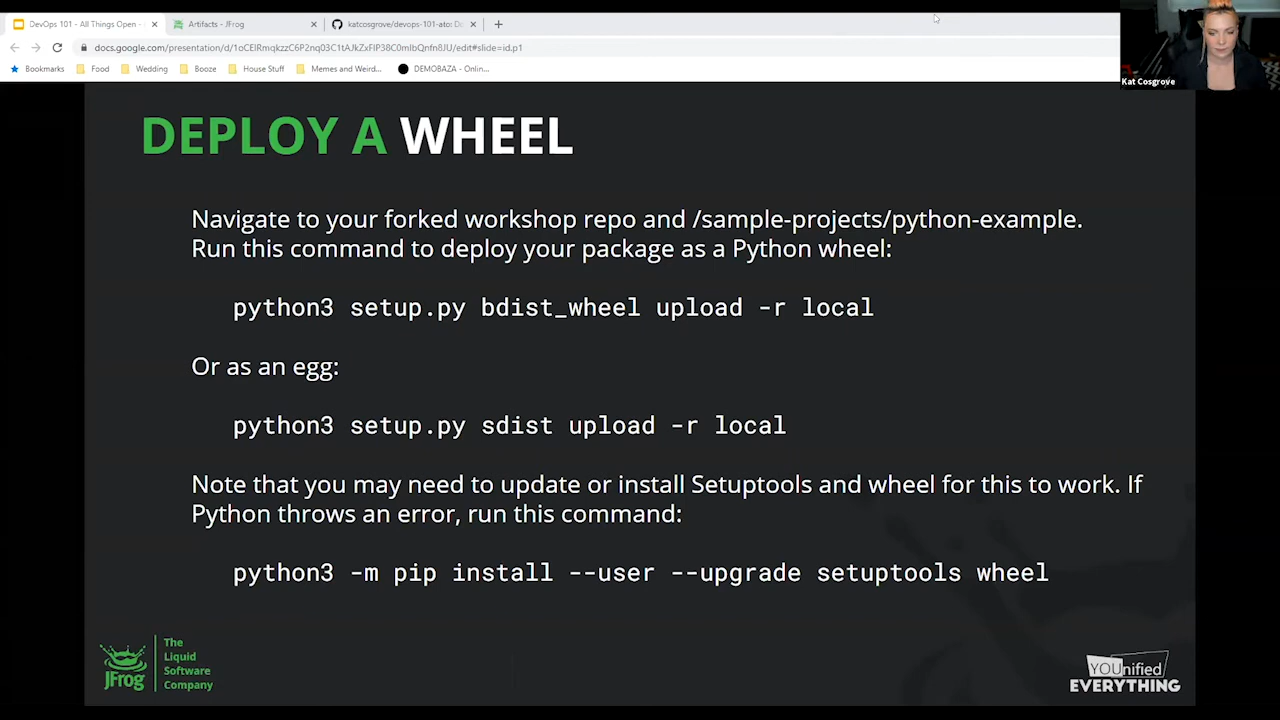 DevOps 101 - All Things Open -
Artifacts - JFrog
katcosgrove/devops-101-ato: Do
docs.google.com/presentation/d/
/edit#slide=id.p1
Bookmarks
Food
Wedding
Booze
House Stuff
Memes and Weird...
DEMOBAZA - Onlin...
Kat Cosgrove
DEPLOY A WHEEL
Navigate to your forked workshop repo and /sample-projects/python-example.
Run this command to deploy your package as a Python wheel:
python3 setup.py bdist_wheel upload -r local
Or as an egg:
python3 setup.py sdist upload -r local
Note that you may need to update or install Setuptools and wheel for this to work. If
Python throws an error, run this command:
python3 -m pip install --user --upgrade setuptools wheel
The
Liquid
Software
Company
JFrog
YOUnified
EVERYTHING